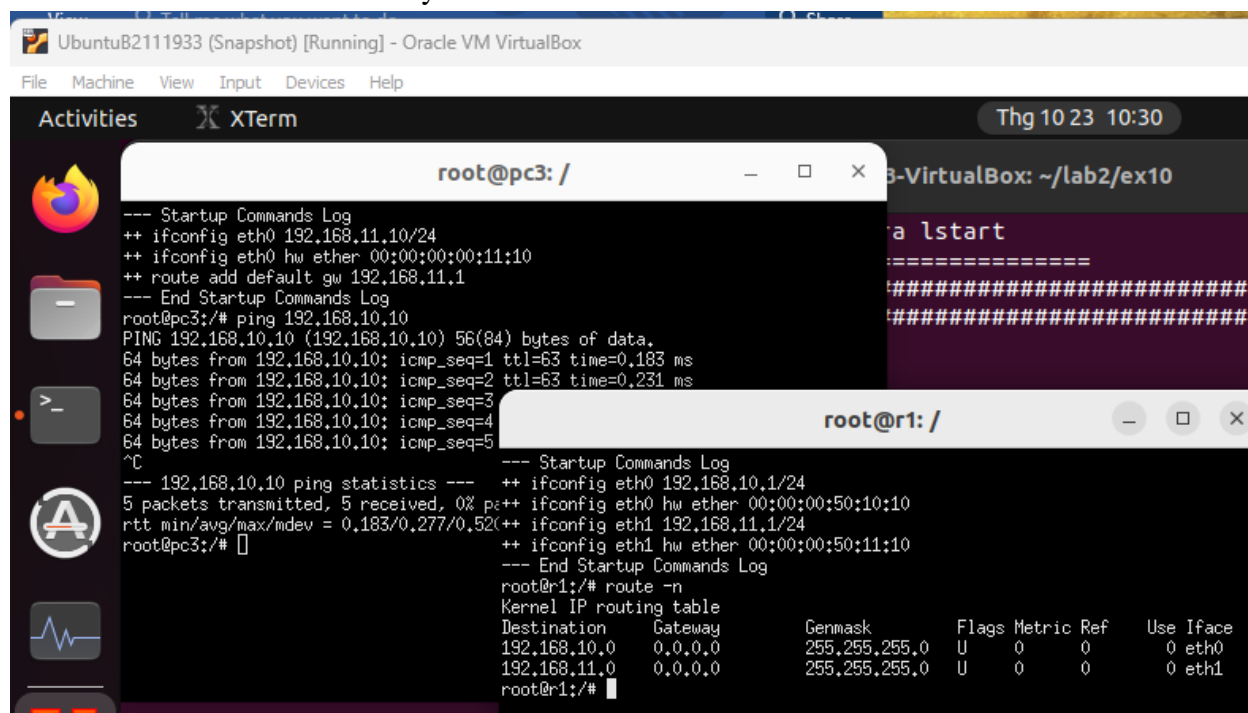 UbuntuB2111933 (Snapshot) [Running] - Oracle VM VirtualBox
File Machine View Input Devices Help
Activities XTerm Thg 10 23 10:30
root@pc3: /
3-VirtualBox: ~/lab2/ex10
--- Startup Commands Log
++ ifconfig eth0 192.168.11.10/24
++ ifconfig eth0 hw ether 00:00:00:00:11:10
++ route add default gw 192.168.11.1
--- End Startup Commands Log
root@pc3:/# ping 192.168.10.10
PING 192.168.10.10 (192.168.10.10) 56(84) bytes of data.
64 bytes from 192.168.10.10: icmp_seq=1 ttl=63 time=0.183 ms
64 bytes from 192.168.10.10: icmp_seq=2 ttl=63 time=0.231 ms
64 bytes from 192.168.10.10: icmp_seq=3
64 bytes from 192.168.10.10: icmp_seq=4
64 bytes from 192.168.10.10: icmp_seq=5
^C
--- 192.168.10.10 ping statistics ---
5 packets transmitted, 5 received, 0% pa
rtt min/avg/max/mdev = 0.183/0.277/0.520
root@pc3:/#
ra lstart
===============
##########################
##########################
root@r1: /
--- Startup Commands Log
++ ifconfig eth0 192.168.10.1/24
++ ifconfig eth0 hw ether 00:00:00:50:10:10
++ ifconfig eth1 192.168.11.1/24
++ ifconfig eth1 hw ether 00:00:00:50:11:10
--- End Startup Commands Log
root@r1:/# route -n
Kernel IP routing table
Destination Gateway Genmask Flags Metric Ref Use Iface
192.168.10.0 0.0.0.0 255.255.255.0 U 0 0 0 eth0
192.168.11.0 0.0.0.0 255.255.255.0 U 0 0 0 eth1
root@r1:/#